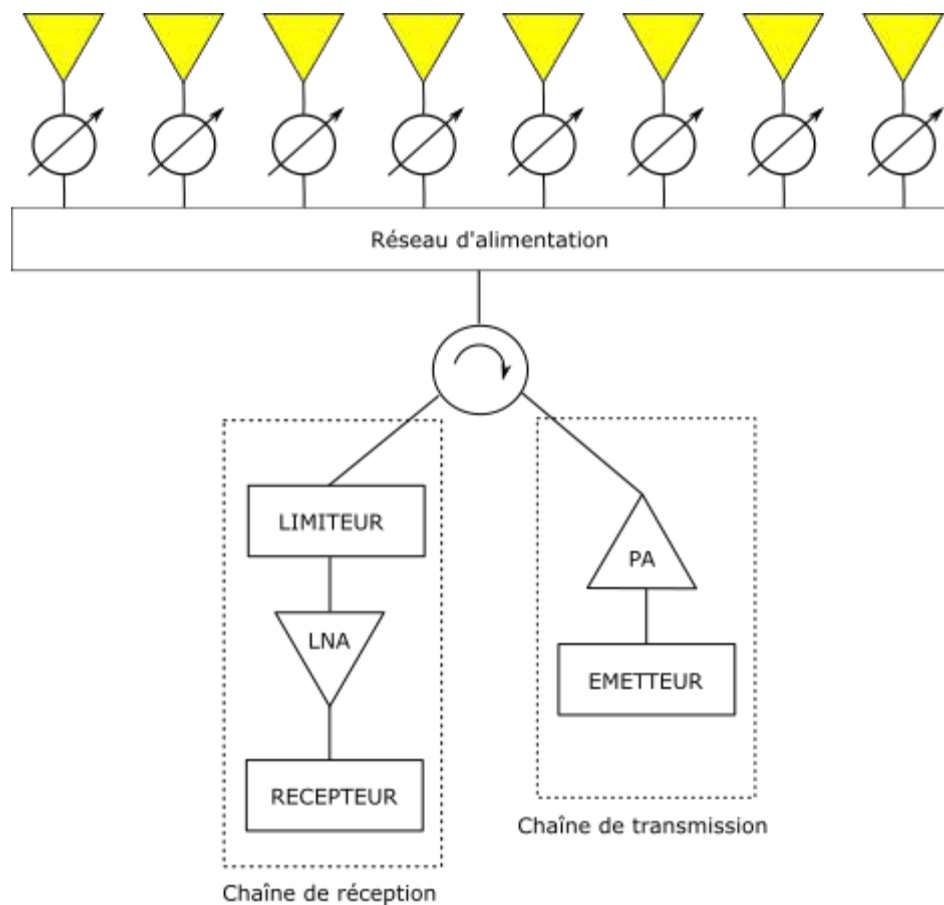 Réseau d'alimentation
LIMITEUR
LNA
RECEPTEUR
Chaîne de réception
PA
EMETTEUR
Chaîne de transmission